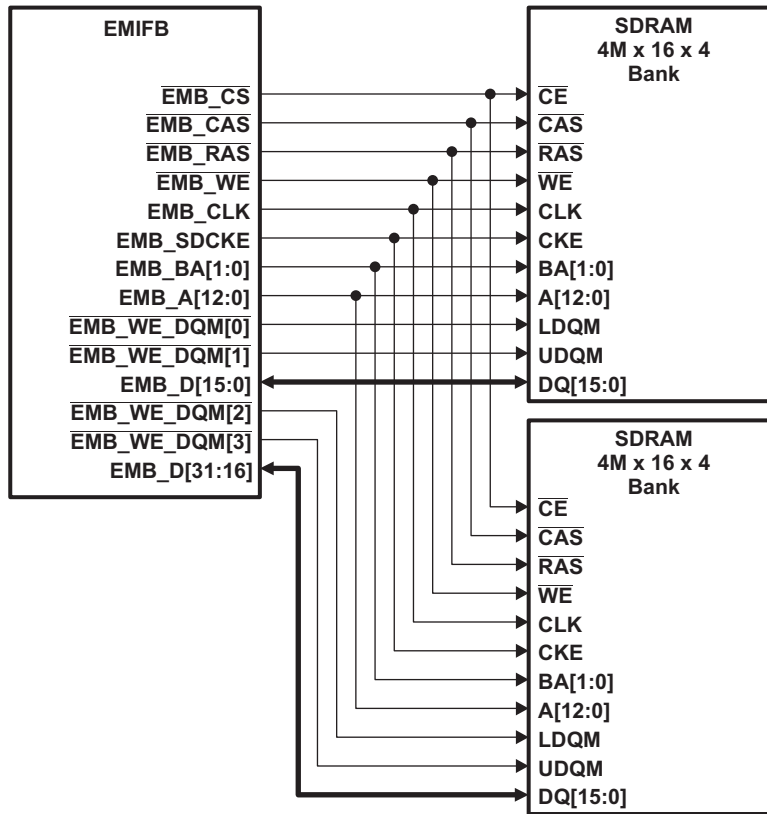 EMIFB
EMB_CS
EMB_CAS
EMB_RAS
EMB_WE
EMB_CLK
EMB_SDCKE
EMB_BA[1:0]
EMB_A[12:0]
EMB_WE_DQM[0]
EMB_WE_DQM[1]
EMB_D[15:0]
EMB_WE_DQM[2]
EMB_WE_DQM[3]
EMB_D[31:16]
SDRAM
4M x 16 x 4
Bank
CE
CAS
RAS
WE
CLK
CKE
BA[1:0]
A[12:0]
LDQM
UDQM
DQ[15:0]
SDRAM
4M x 16 x 4
Bank
CE
CAS
RAS
WE
CLK
CKE
BA[1:0]
A[12:0]
LDQM
UDQM
DQ[15:0]